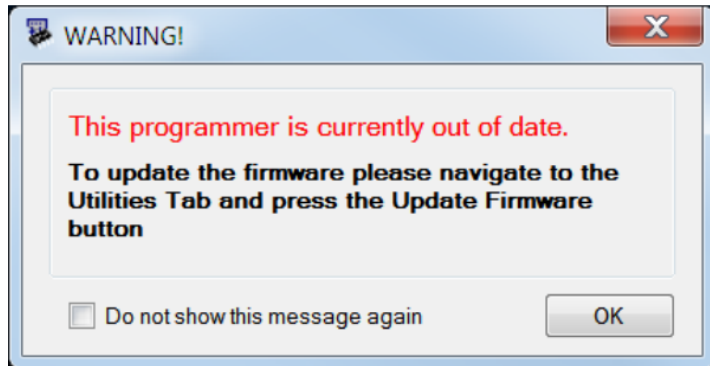 WARNING!
This programmer is currently out of date.
To update the firmware please navigate to the
Utilities Tab and press the Update Firmware
button
Do not show this message again
OK